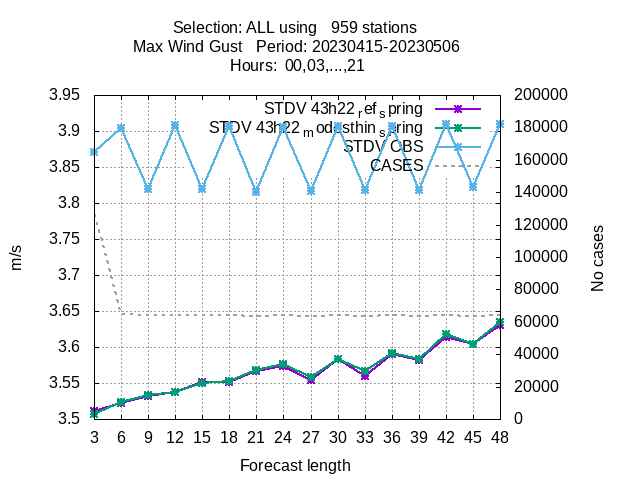 Selection: ALL using 959 stations
Max Wind Gust Period: 20230415-20230506
Hours: 00,03,...,21
3.95
3.9
3.85
3.8
3.75
3.7
3.65
3.6
3.55
3.5
200000
180000
160000
140000
120000
100000
80000
60000
40000
20000
0
STDV 43h22refspring
STDV 43h22modesthinspring
STDV OBS
CASES
m/s
No cases
3 6 9 12 15 18 21 24 27 30 33 36 39 42 45 48
Forecast length